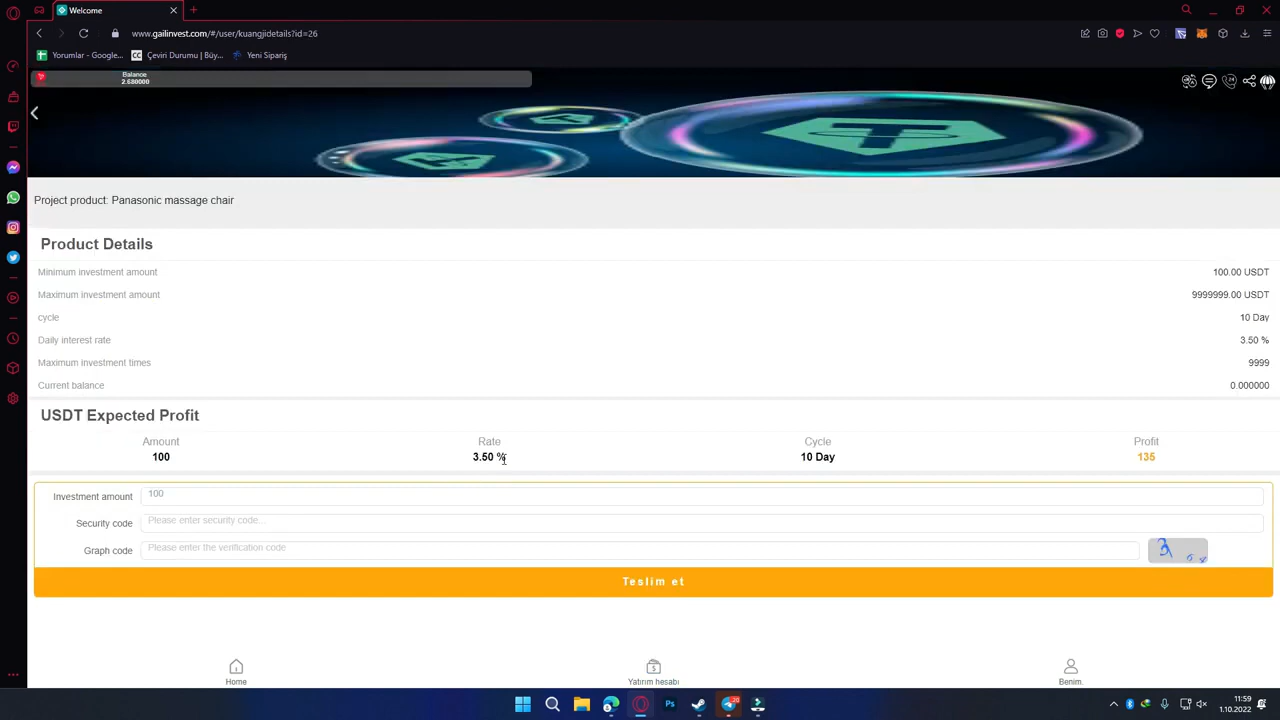 Welcome
www.gailinvest.com/#/user/kuangjidetails?id=26
Yorumlar - Google...
CC Çeviri Durumu | Büy...
Yeni Sipariş
Balance
2.680000
Project product: Panasonic massage chair
Product Details
Minimum investment amount 100.00 USDT
Maximum investment amount 9999999.00 USDT
cycle 10 Day
Daily interest rate 3.50 %
Maximum investment times 9999
Current balance 0.000000
USDT Expected Profit
Amount Rate Cycle Profit
100 3.50 % 10 Day 135
Investment amount 100
Security code Please enter security code...
Graph code Please enter the verification code
Teslim et
Home Yatırım hesabı Benim.
Ps
11:59
1.10.2022